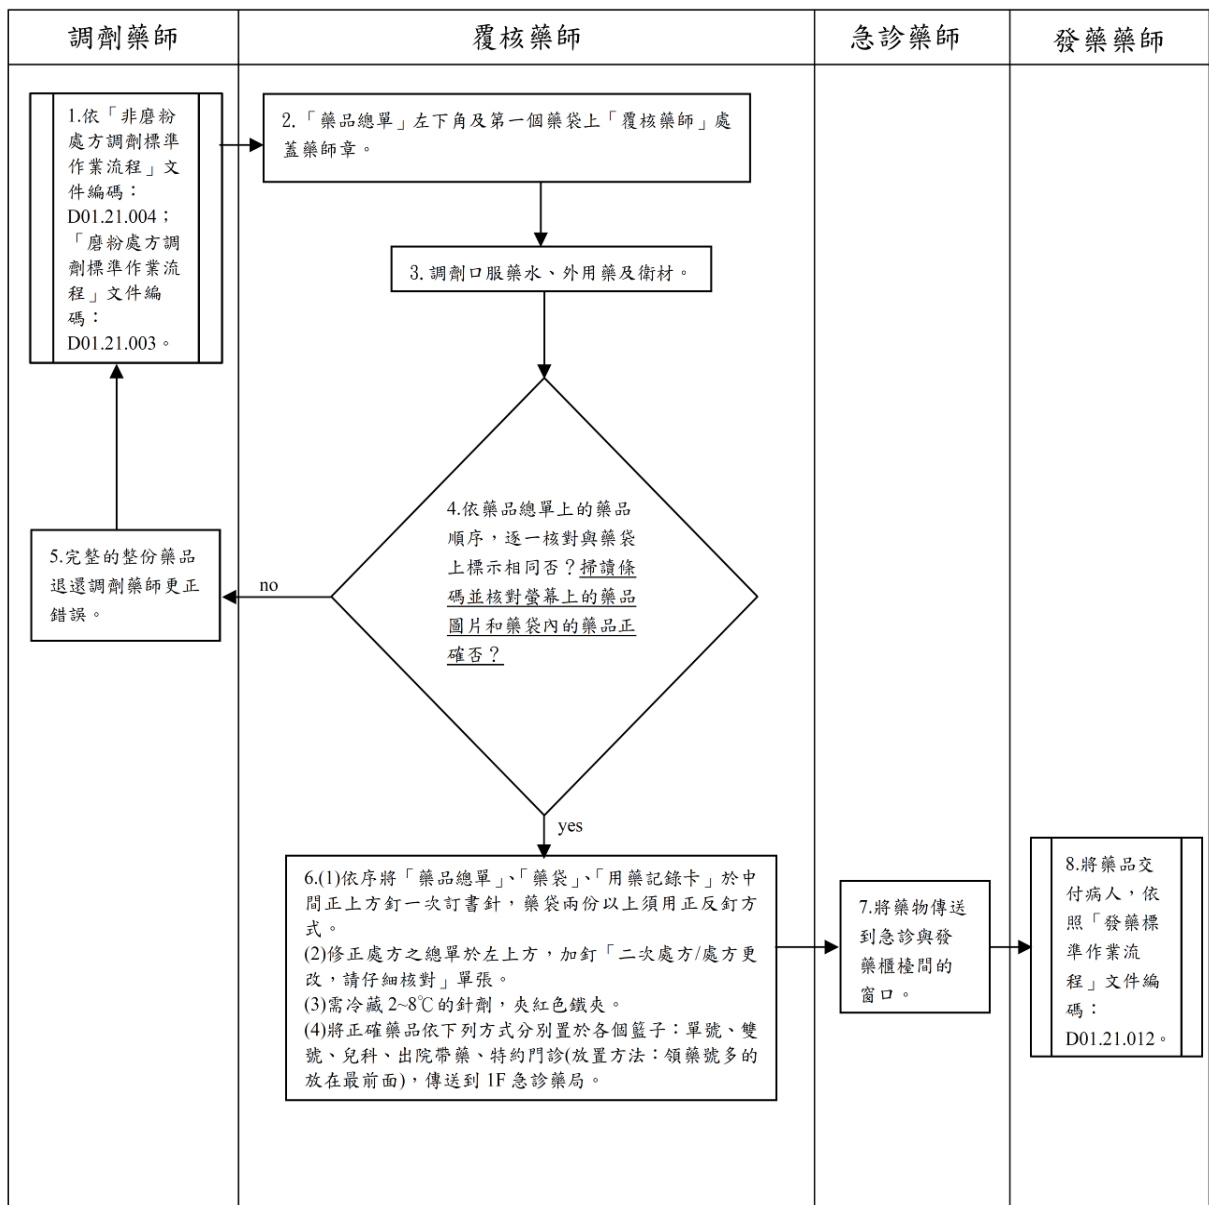 調劑藥師
覆核藥師
急診藥師
發藥藥師
1.依「非磨粉
處方調劑標準
作業流程」文
件編碼：
D01.21.004；
「磨粉處方調
劑標準作業流
程」文件編
碼：
D01.21.003。
2.「藥品總單」左下角及第一個藥袋上「覆核藥師」處
蓋藥師章。
3. 調劑口服藥水、外用藥及衛材。
4.依藥品總單上的藥品
順序，逐一核對與藥袋
上標示相同否？掃讀條
碼並核對螢幕上的藥品
圖片和藥袋內的藥品正
確否？
no
5.完整的整份藥品
退還調劑藥師更正
錯誤。
yes
6.(1)依序將「藥品總單」、「藥袋」、「用藥記錄卡」於中
間正上方釘一次訂書針，藥袋兩份以上須用正反釘方
式。
(2)修正處方之總單於左上方，加釘「二次處方/處方更
改，請仔細核對」單張。
(3)需冷藏 2~8℃的針劑，夾紅色鐵夾。
(4)將正確藥品依下列方式分別置於各個籃子：單號、雙
號、兒科、出院帶藥、特約門診(放置方法：領藥號多的
放在最前面)，傳送到 1F 急診藥局。
7.將藥物傳送
到急診與發
藥櫃檯間的
窗口。
8.將藥品交
付病人，依
照「發藥標
準作業流
程」文件編
碼：
D01.21.012。